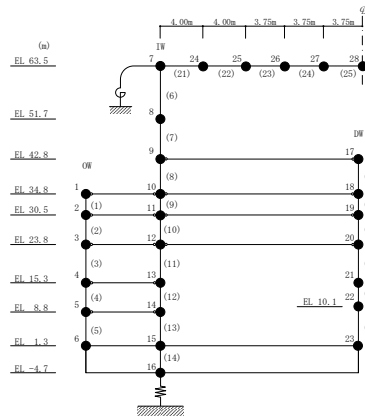 ℄
4.00m 4.00m 3.75m 3.75m 3.75m
(m)
IW
7 24 25 26 27 28
EL 63.5
(21) (22) (23) (24) (25)
(6)
EL 51.7
8
(7)
DW
EL 42.8
9 17
OW
(8)
EL 34.8
1 10 18
(1) (9)
EL 30.5
2 11 19
(2) (10)
EL 23.8
3 12 20
(3) (11)
EL 15.3
4 13 21
(4) (12)
EL 10.1
22
EL 8.8
5 14
(5) (13)
EL 1.3
6 15 23
(14)
EL -4.7
16